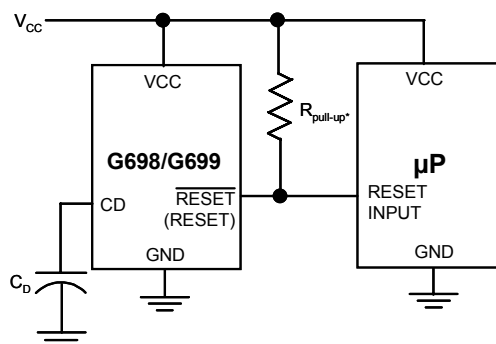 VCC
VCC
VCC
Rpull-up*
G698/G699
µP
CD
RESET
(RESET)
RESET
INPUT
GND
GND
CD